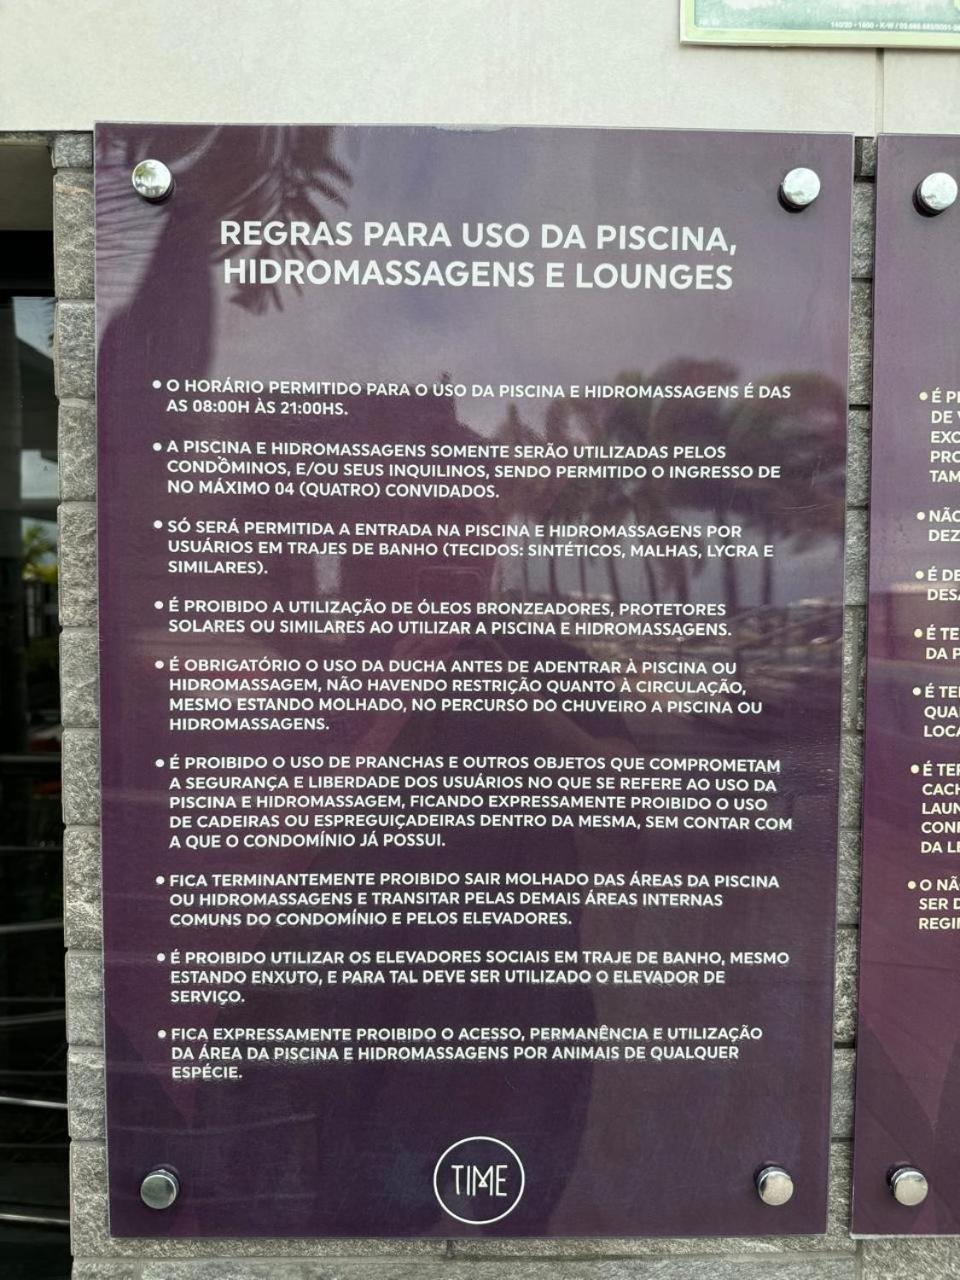 REGRAS PARA USO DA PISCINA,
HIDROMASSAGENS E LOUNGES
• O HORÁRIO PERMITIDO PARA O USO DA PISCINA E HIDROMASSAGENS É DAS
AS 08:00H ÀS 21:00HS.
• A PISCINA E HIDROMASSAGENS SOMENTE SERÃO UTILIZADAS PELOS
CONDÔMINOS, E/OU SEUS INQUILINOS, SENDO PERMITIDO O INGRESSO DE
NO MÁXIMO 04 (QUATRO) CONVIDADOS.
• SÓ SERÁ PERMITIDA A ENTRADA NA PISCINA E HIDROMASSAGENS POR
USUÁRIOS EM TRAJES DE BANHO (TECIDOS: SINTÉTICOS, MALHAS, LYCRA E
SIMILARES).
• É PROIBIDO A UTILIZAÇÃO DE ÓLEOS BRONZEADORES, PROTETORES
SOLARES OU SIMILARES AO UTILIZAR A PISCINA E HIDROMASSAGENS.
• É OBRIGATÓRIO O USO DA DUCHA ANTES DE ADENTRAR À PISCINA OU
HIDROMASSAGEM, NÃO HAVENDO RESTRIÇÃO QUANTO À CIRCULAÇÃO,
MESMO ESTANDO MOLHADO, NO PERCURSO DO CHUVEIRO A PISCINA OU
HIDROMASSAGENS.
• É PROIBIDO O USO DE PRANCHAS E OUTROS OBJETOS QUE COMPROMETAM
A SEGURANÇA E LIBERDADE DOS USUÁRIOS NO QUE SE REFERE AO USO DA
PISCINA E HIDROMASSAGEM, FICANDO EXPRESSAMENTE PROIBIDO O USO
DE CADEIRAS OU ESPREGUIÇADEIRAS DENTRO DA MESMA, SEM CONTAR COM
A QUE O CONDOMÍNIO JÁ POSSUI.
• FICA TERMINANTEMENTE PROIBIDO SAIR MOLHADO DAS ÁREAS DA PISCINA
OU HIDROMASSAGENS E TRANSITAR PELAS DEMAIS ÁREAS INTERNAS
COMUNS DO CONDOMÍNIO E PELOS ELEVADORES.
• É PROIBIDO UTILIZAR OS ELEVADORES SOCIAIS EM TRAJE DE BANHO, MESMO
ESTANDO ENXUTO, E PARA TAL DEVE SER UTILIZADO O ELEVADOR DE
SERVIÇO.
• FICA EXPRESSAMENTE PROIBIDO O ACESSO, PERMANÊNCIA E UTILIZAÇÃO
DA ÁREA DA PISCINA E HIDROMASSAGENS POR ANIMAIS DE QUALQUER
ESPÉCIE.
TIME
• É
DE
• NÃO
• É
• É
DA
• É
• É
DA
• O
SER